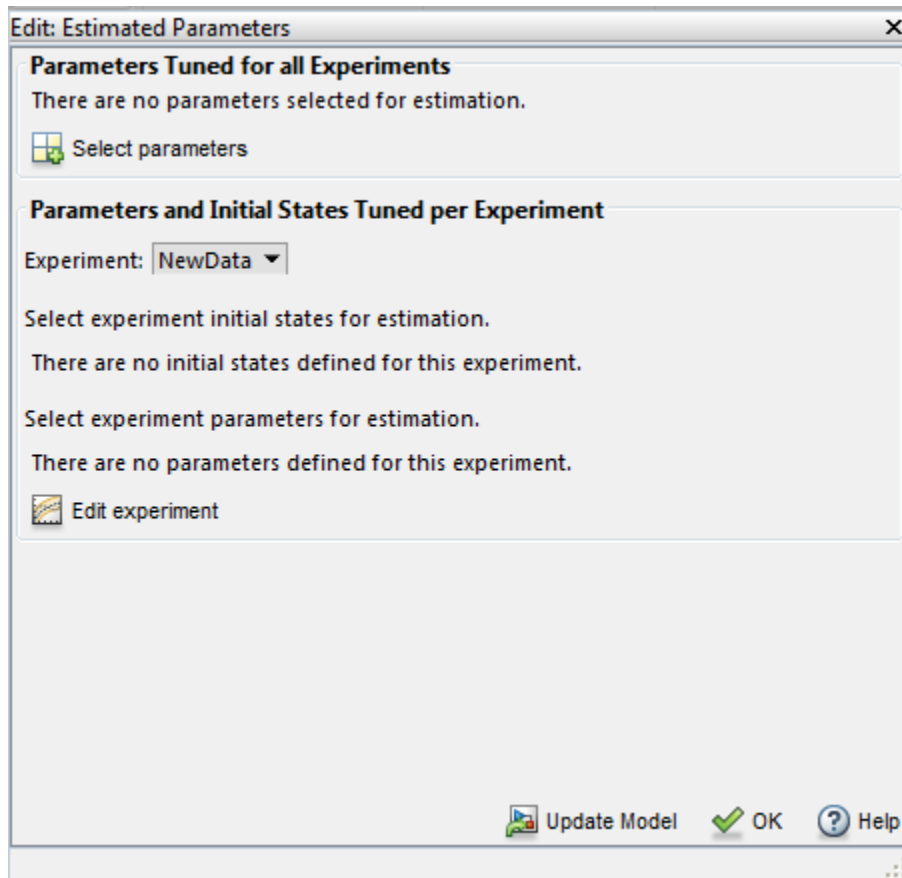 Edit: Estimated Parameters
Parameters Tuned for all Experiments
There are no parameters selected for estimation.
Select parameters
Parameters and Initial States Tuned per Experiment
Experiment: NewData
Select experiment initial states for estimation.
There are no initial states defined for this experiment.
Select experiment parameters for estimation.
There are no parameters defined for this experiment.
Edit experiment
Update Model OK Help